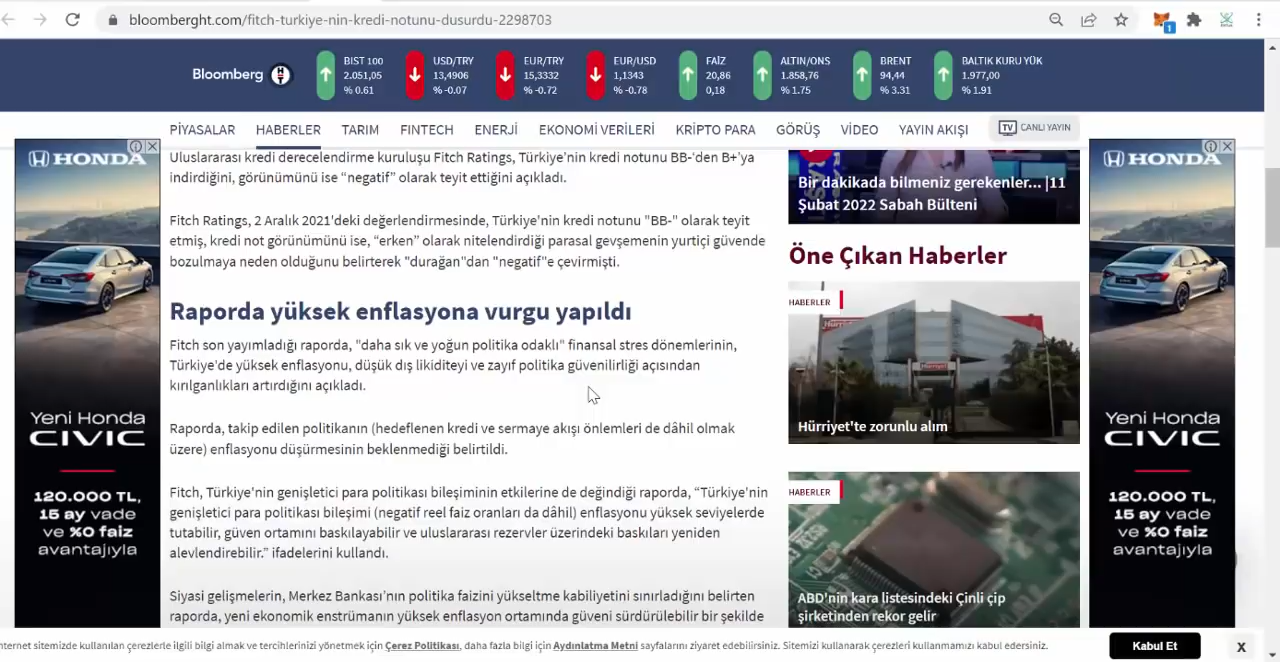 bloomberght.com/fitch-turkiye-nin-kredi-notunu-dusurdu-2298703
1
Bloomberg HT
BIST 100
2.051,05
% 0.61
USD/TRY
13,4906
% -0.07
EUR/TRY
15,3332
% -0.72
EUR/USD
1,1343
% -0.78
FAİZ
20,86
0,18
ALTIN/ONS
1.858,76
% 1.75
BRENT
94,44
% 3.31
BALTIK KURU YÜK
1.977,00
% 1.91
PİYASALAR HABERLER TARIM FINTECH ENERJİ EKONOMİ VERİLERİ KRİPTO PARA GÖRÜŞ VİDEO YAYIN AKIŞI TV CANLI YAYIN
HONDA
Yeni Honda
CIVIC
120.000 TL,
15 ay vade
ve %0 faiz
avantajıyla
Uluslararası kredi derecelendirme kuruluşu Fitch Ratings, Türkiye'nin kredi notunu BB-'den B+'ya
indirdiğini, görünümünü ise “negatif” olarak teyit ettiğini açıkladı.
Fitch Ratings, 2 Aralık 2021'deki değerlendirmesinde, Türkiye'nin kredi notunu "BB-" olarak teyit
etmiş, kredi not görünümünü ise, “erken” olarak nitelendirdiği parasal gevşemenin yurtiçi güvende
bozulmaya neden olduğunu belirterek "durağan"dan "negatif"e çevirmişti.
Raporda yüksek enflasyona vurgu yapıldı
Fitch son yayımladığı raporda, "daha sık ve yoğun politika odaklı" finansal stres dönemlerinin,
Türkiye'de yüksek enflasyonu, düşük dış likiditeyi ve zayıf politika güvenilirliği açısından
kırılganlıkları artırdığını açıkladı.
Raporda, takip edilen politikanın (hedeflenen kredi ve sermaye akışı önlemleri de dâhil olmak
üzere) enflasyonu düşürmesinin beklenmediği belirtildi.
Fitch, Türkiye'nin genişletici para politikası bileşiminin etkilerine de değindiği raporda, “Türkiye'nin
genişletici para politikası bileşimi (negatif reel faiz oranları da dâhil) enflasyonu yüksek seviyelerde
tutabilir, güven ortamını baskılayabilir ve uluslararası rezervler üzerindeki baskıları yeniden
alevlendirebilir.” ifadelerini kullandı.
Siyasi gelişmelerin, Merkez Bankası’nın politika faizini yükseltme kabiliyetini sınırladığını belirten
raporda, yeni ekonomik enstrümanın yüksek enflasyon ortamında güveni sürdürülebilir bir şekilde
Bir dakikada bilmeniz gerekenler... |11
Şubat 2022 Sabah Bülteni
Öne Çıkan Haberler
HABERLER
Hürriyet
Hürriyet
Hürriyet'te zorunlu alım
HABERLER
ABD'nin kara listesindeki Çinli çip
şirketinden rekor gelir
HONDA
Yeni Honda
CIVIC
120.000 TL,
15 ay vade
ve %0 faiz
avantajıyla
nternet sitemizde kullanılan çerezlerle ilgili bilgi almak ve tercihlerinizi yönetmek için Çerez Politikası, daha fazla bilgi için Aydınlatma Metni sayfalarını ziyaret edebilirsiniz. Sitemizi kullanarak çerezleri kullanmamızı kabul edersiniz.
Kabul Et
X